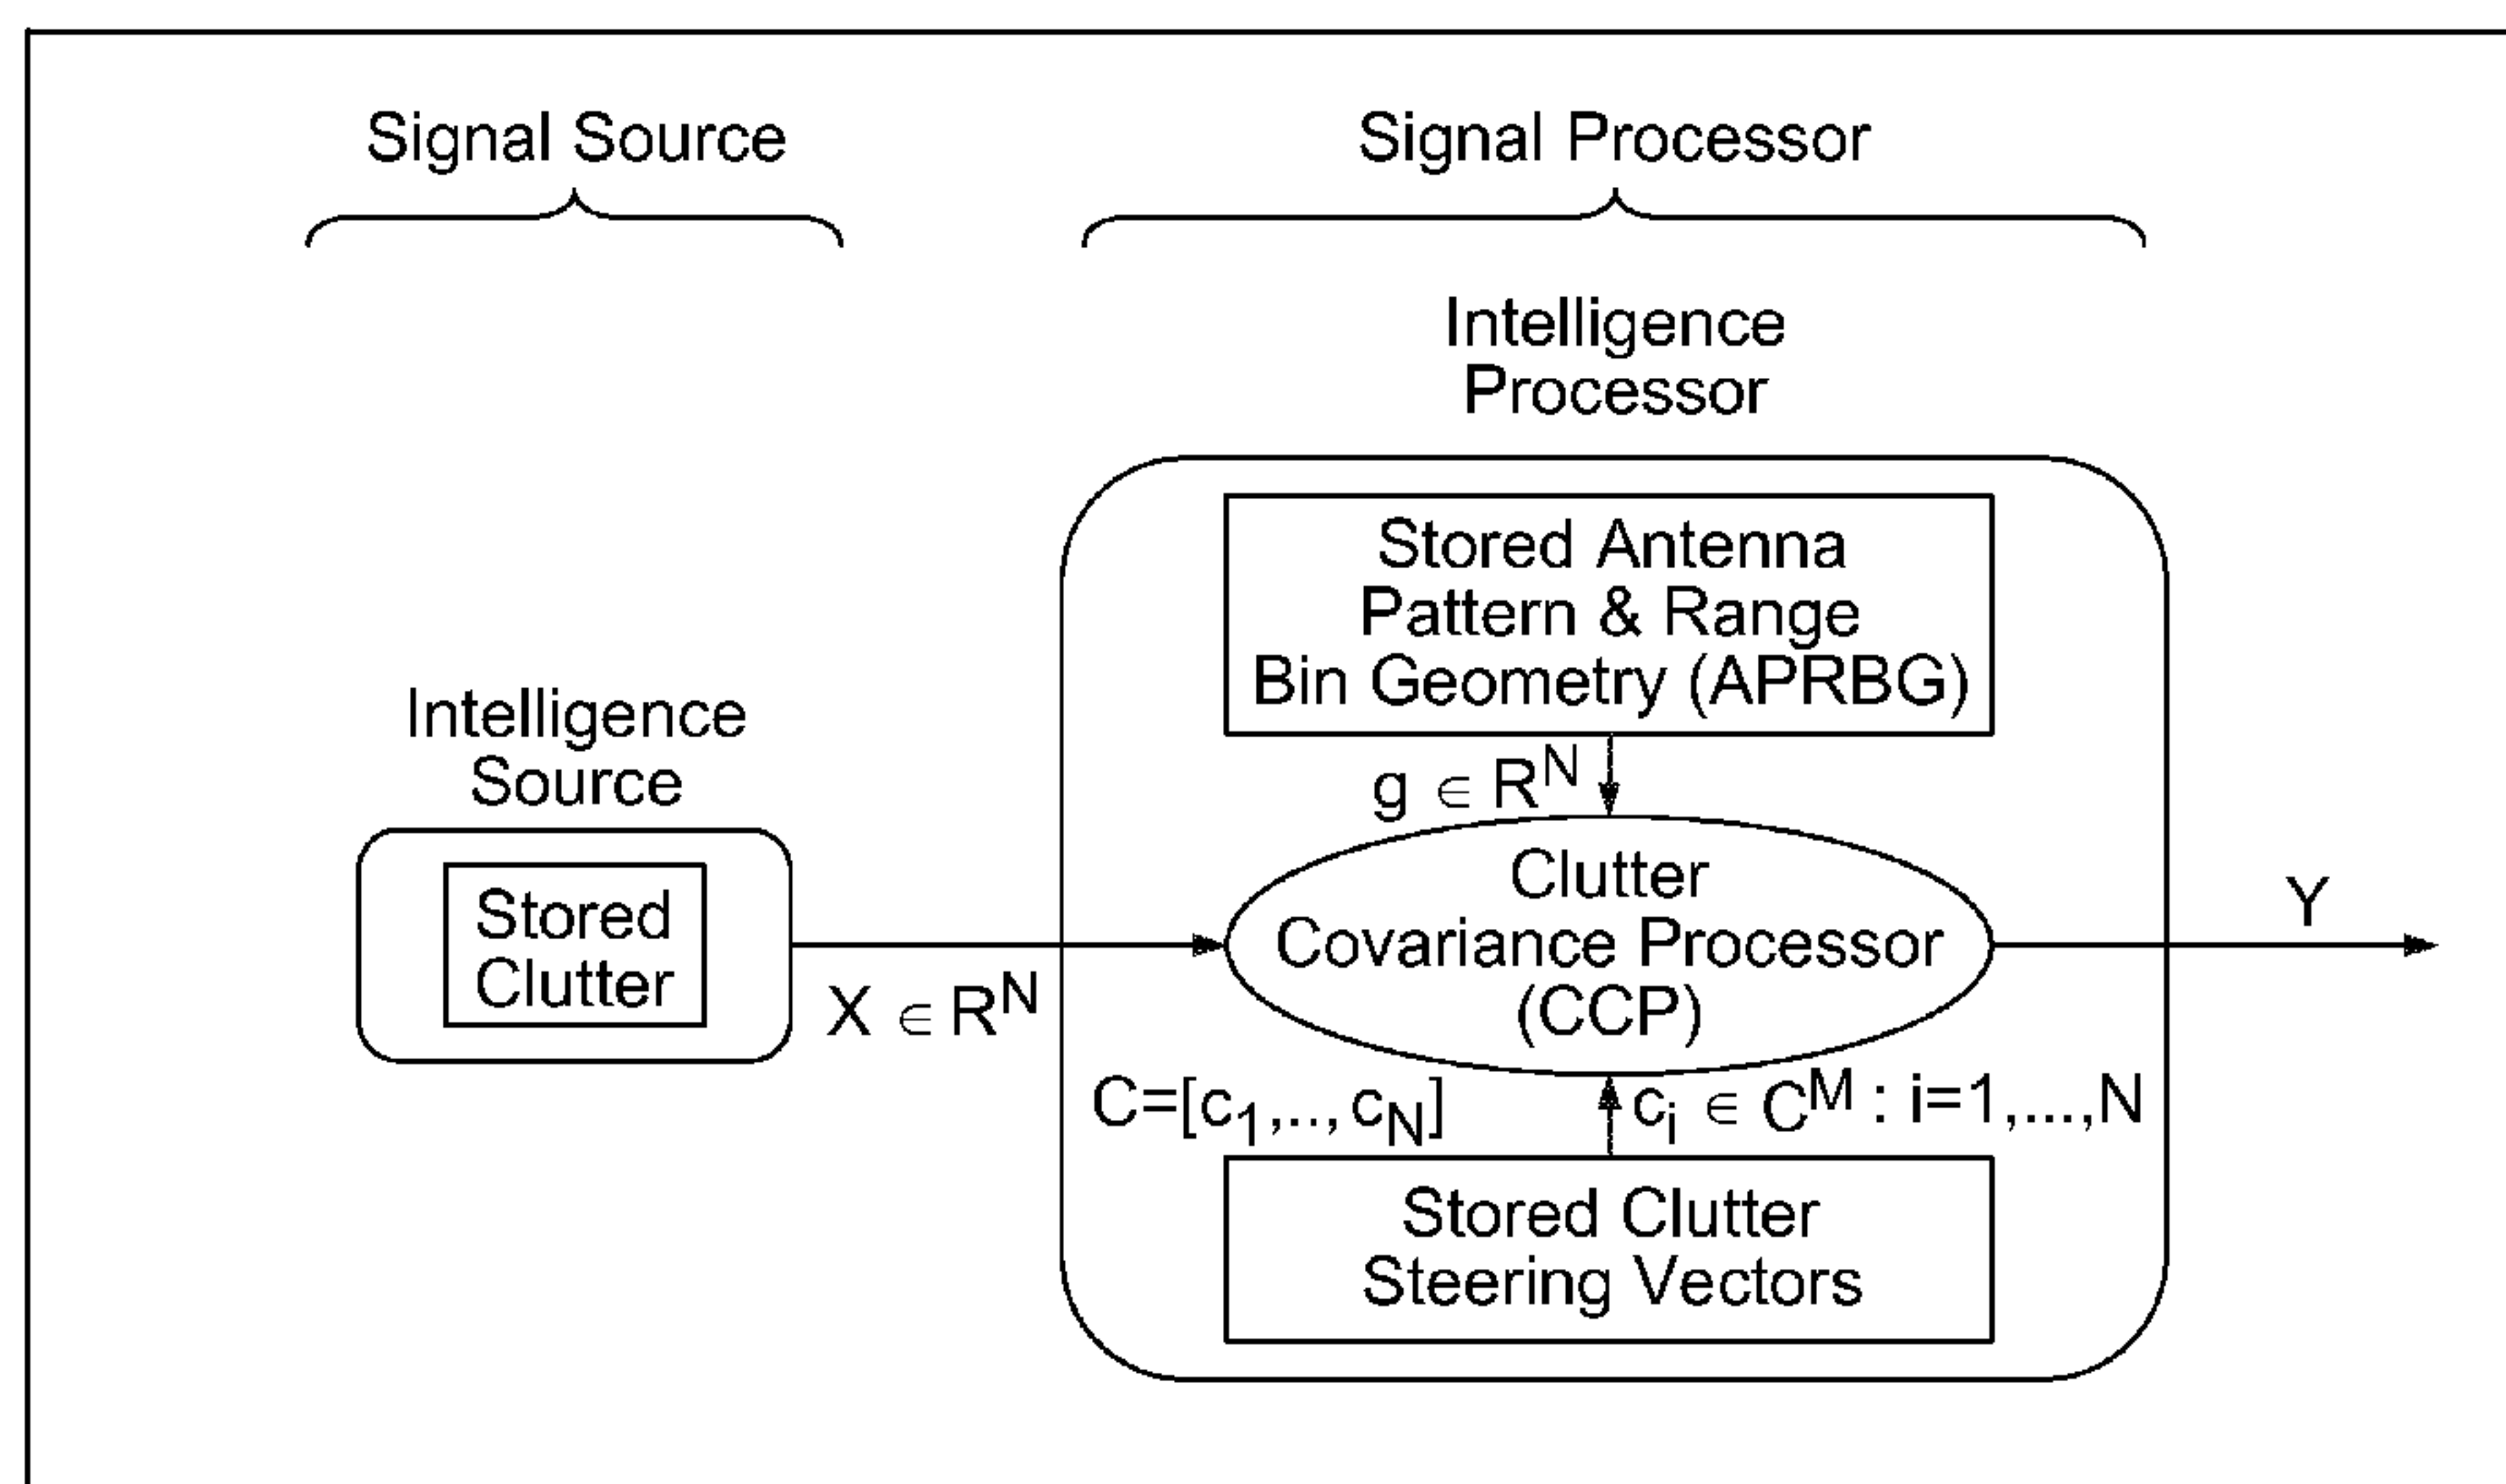 Signal Source
Signal Processor
Intelligence
Processor
Stored Antenna
Pattern & Range
Bin Geometry (APRBG)
g ∈ R^N
Intelligence
Source
Stored
Clutter
X ∈ R^N
Clutter
Covariance Processor
(CCP)
Y
C=[c_1,..,c_N]
c_i ∈ C^M : i=1,....,N
Stored Clutter
Steering Vectors